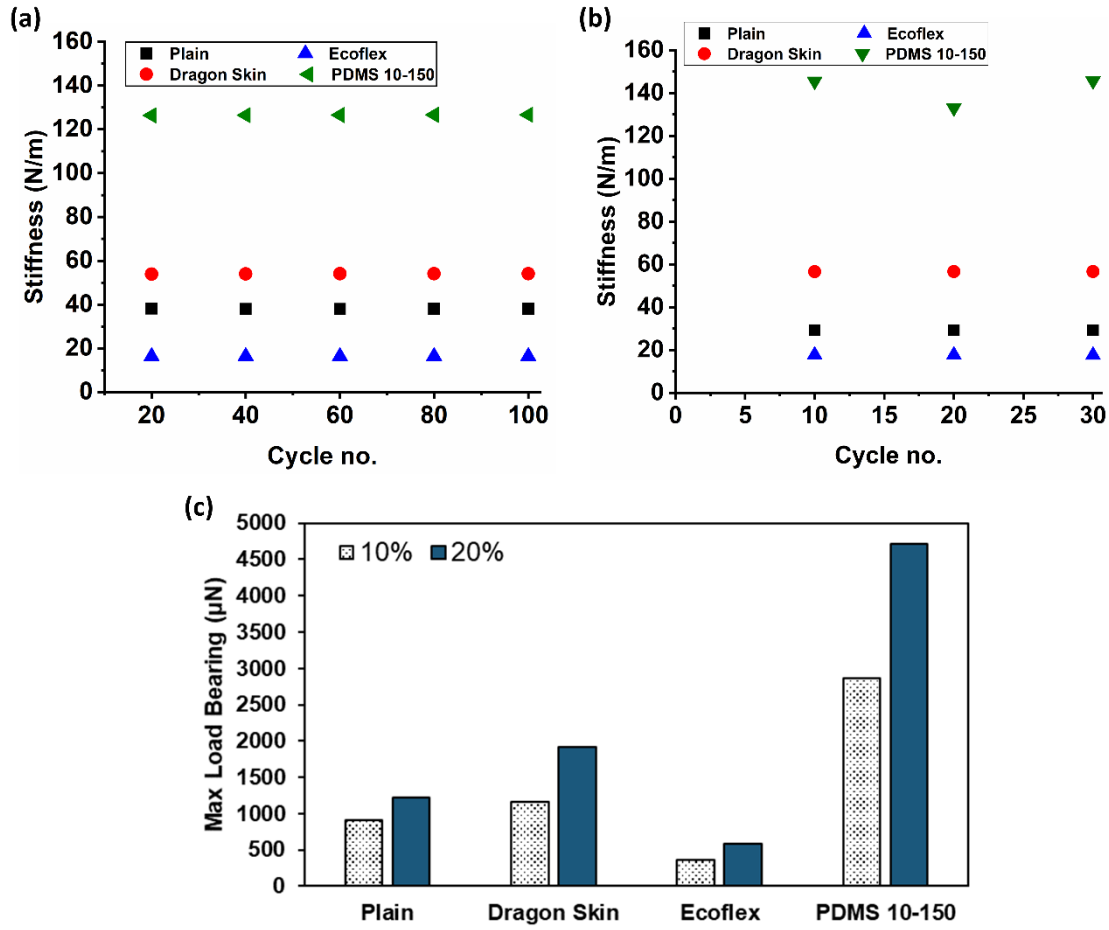 (a)
160
140
120
100
80
60
40
20
0
Stiffness (N/m)
Plain
Ecoflex
Dragon Skin
PDMS 10-150
20 40 60 80 100
Cycle no.
(b)
160
140
120
100
80
60
40
20
0
Stiffness (N/m)
Plain
Ecoflex
Dragon Skin
PDMS 10-150
0 5 10 15 20 25 30
Cycle no.
(c)
5000
4500
4000
3500
3000
2500
2000
1500
1000
500
0
Max Load Bearing (µN)
10% 20%
Plain Dragon Skin Ecoflex PDMS 10-150